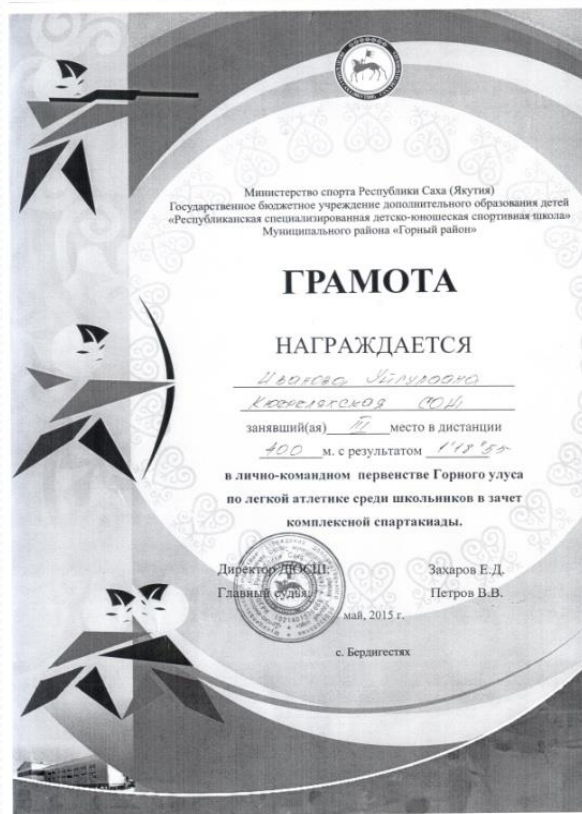 Министерство спорта Республики Саха (Якутия)
Государственное бюджетное учреждение дополнительного образования детей
«Республиканская специализированная детско-юношеская спортивная школа»
Муниципального района «Горный район»
ГРАМОТА
НАГРАЖДАЕТСЯ
Иванова
СОШ
занявший(ая) III место в дистанции
400 м. с результатом 1'18"55
в лично-командном первенстве Горного улуса
по легкой атлетике среди школьников в зачет
комплексной спартакиады.
Директор ДЮСШ: Захаров Е.Д.
Главный судья: Петров В.В.
май, 2015 г.
с. Бердигестях